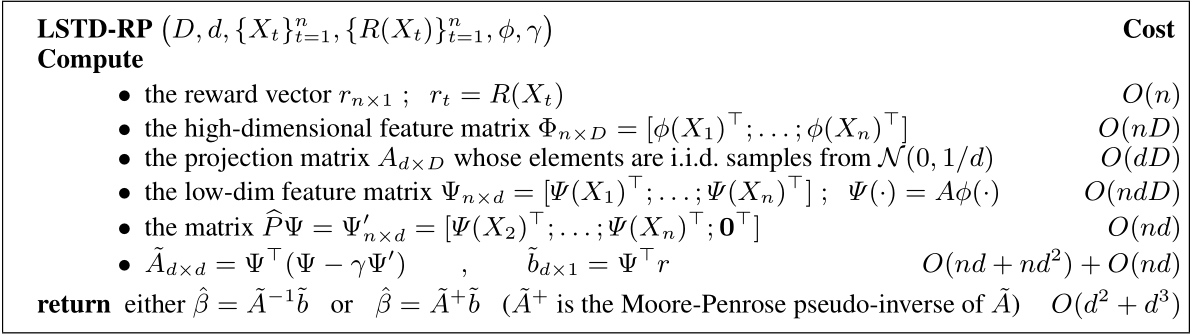 LSTD-RP (D, d, {X_t}_{t=1}^n, {R(X_t)}_{t=1}^n, ϕ, γ) Cost
Compute
• the reward vector r_{n×1} ; r_t = R(X_t) O(n)
• the high-dimensional feature matrix Φ_{n×D} = [ϕ(X_1)^⊤; . . . ; ϕ(X_n)^⊤] O(nD)
• the projection matrix A_{d×D} whose elements are i.i.d. samples from 𝒩(0, 1/d) O(dD)
• the low-dim feature matrix Ψ_{n×d} = [Ψ(X_1)^⊤; . . . ; Ψ(X_n)^⊤] ; Ψ(·) = Aϕ(·) O(ndD)
• the matrix P̂Ψ = Ψ′_{n×d} = [Ψ(X_2)^⊤; . . . ; Ψ(X_n)^⊤; 0^⊤] O(nd)
• Ã_{d×d} = Ψ^⊤(Ψ − γΨ′) , b̃_{d×1} = Ψ^⊤r O(nd + nd^2) + O(nd)
return either β̂ = Ã^{−1}b̃ or β̂ = Ã^+b̃ (Ã^+ is the Moore-Penrose pseudo-inverse of Ã) O(d^2 + d^3)